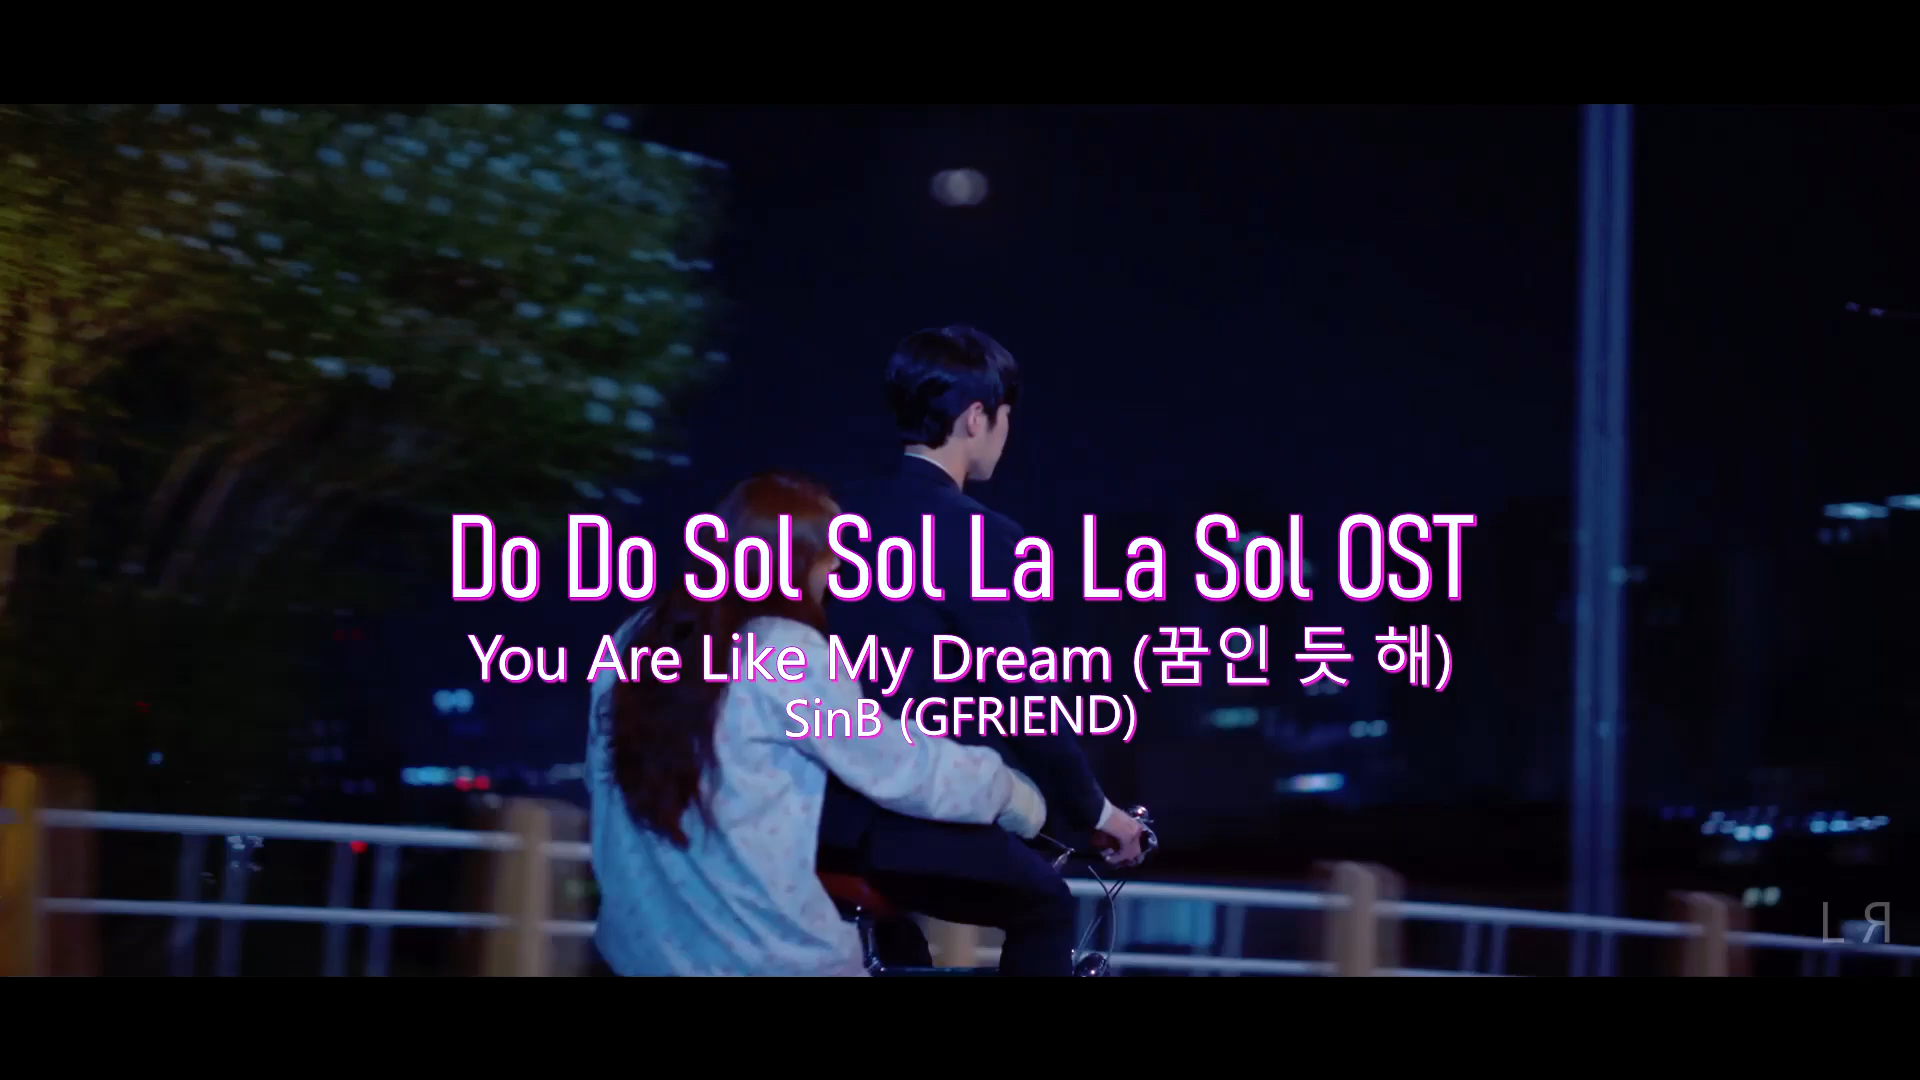 Do Do Sol Sol La La Sol OST
You Are Like My Dream (꿈인 듯 해)
SinB (GFRIEND)
L Я